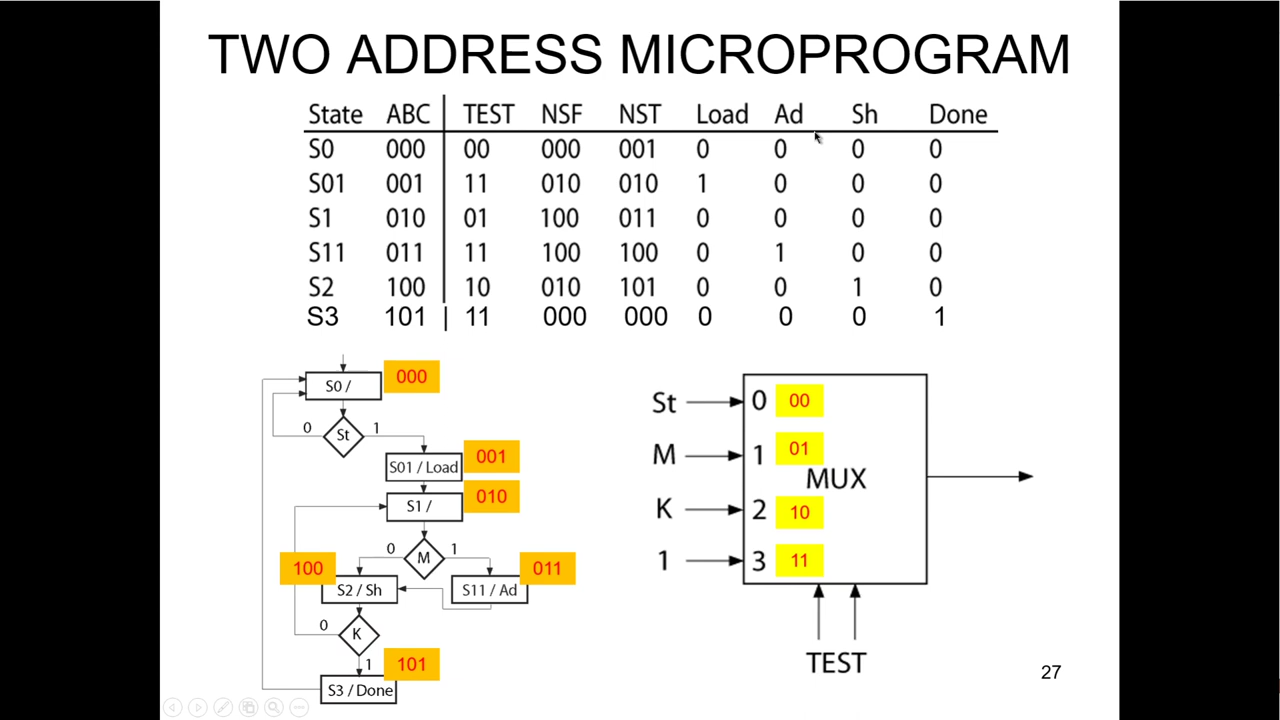 TWO ADDRESS MICROPROGRAM
State ABC TEST NSF NST Load Ad Sh Done
S0 000 00 000 001 0 0 0 0
S01 001 11 010 010 1 0 0 0
S1 010 01 100 011 0 0 0 0
S11 011 11 100 100 0 1 0 0
S2 100 10 010 101 0 0 1 0
S3 101 | 11 000 000 0 0 0 1
S0 / 000
0 St 1
S01 / Load 001
S1 / 010
0 M 1
100 011
S2 / Sh S11 / Ad
0 K
1 101
S3 / Done
St 0 00
M 1 01
MUX
K 2 10
1 3 11
TEST
27